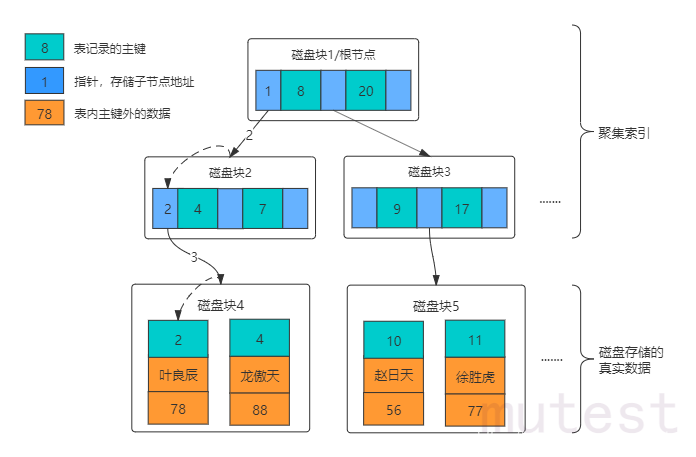 8 表记录的主键
1 指针，存储子节点地址
78 表内主键外的数据
磁盘块1/根节点
1 8 20
2
磁盘块2
2 4 7
磁盘块3
9 17
.......
聚集索引
3
磁盘块4
2 4
叶良辰 龙傲天
78 88
磁盘块5
10 11
赵日天 徐胜虎
56 77
.......
磁盘存储的
真实数据
mutest